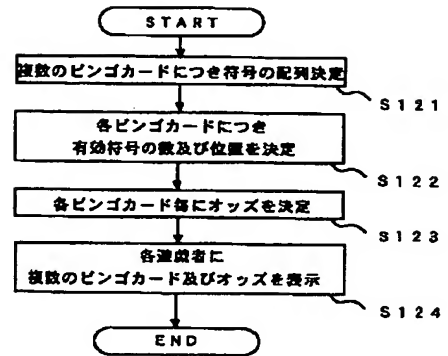 START
複数のビンゴカードにつき符号の配列決定
S121
各ビンゴカードにつき
有効符号の数及び位置を決定
S122
各ビンゴカード毎にオッズを決定
S123
各遊戯者に
複数のビンゴカード及びオッズを表示
S124
END